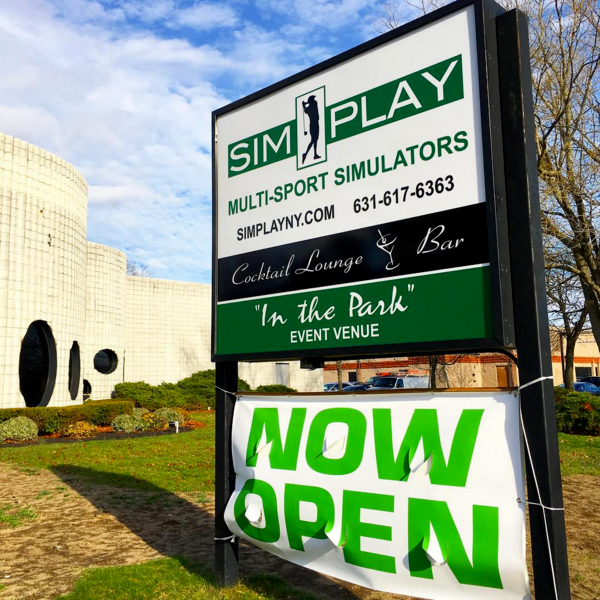 SIM PLAY
MULTI-SPORT SIMULATORS
SIMPLAYNY.COM 631-617-6363
Cocktail Lounge Bar
"In the Park"
EVENT VENUE
NOW
OPEN